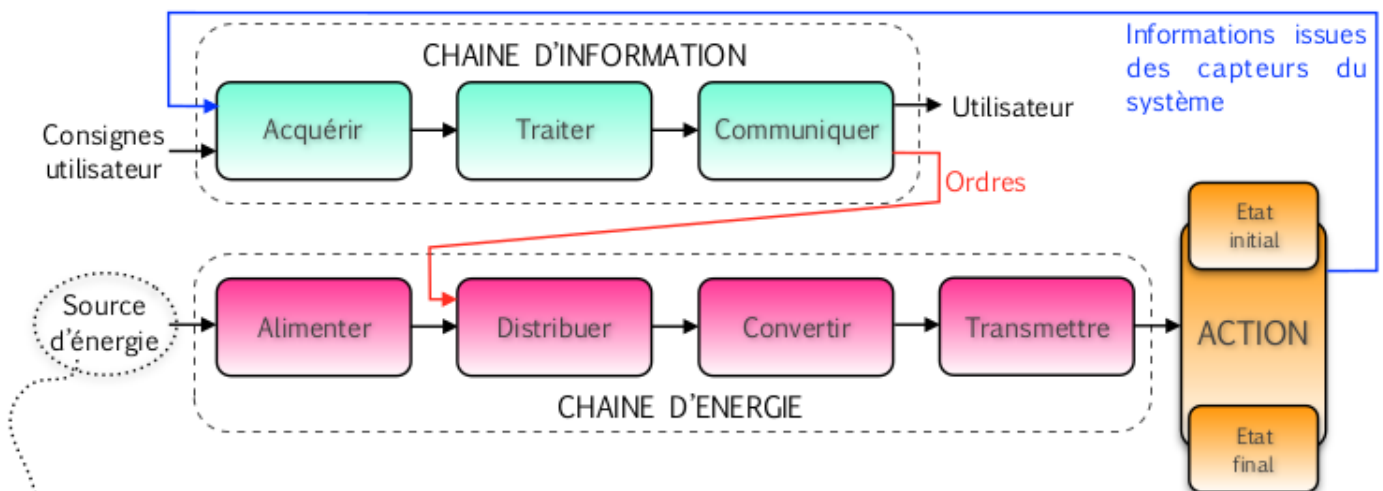 CHAINE D'INFORMATION
Informations issues
des capteurs du
système
Consignes
utilisateur
Acquérir
Traiter
Communiquer
Utilisateur
Ordres
Etat
initial
Source
d'énergie
Alimenter
Distribuer
Convertir
Transmettre
ACTION
CHAINE D'ENERGIE
Etat
final